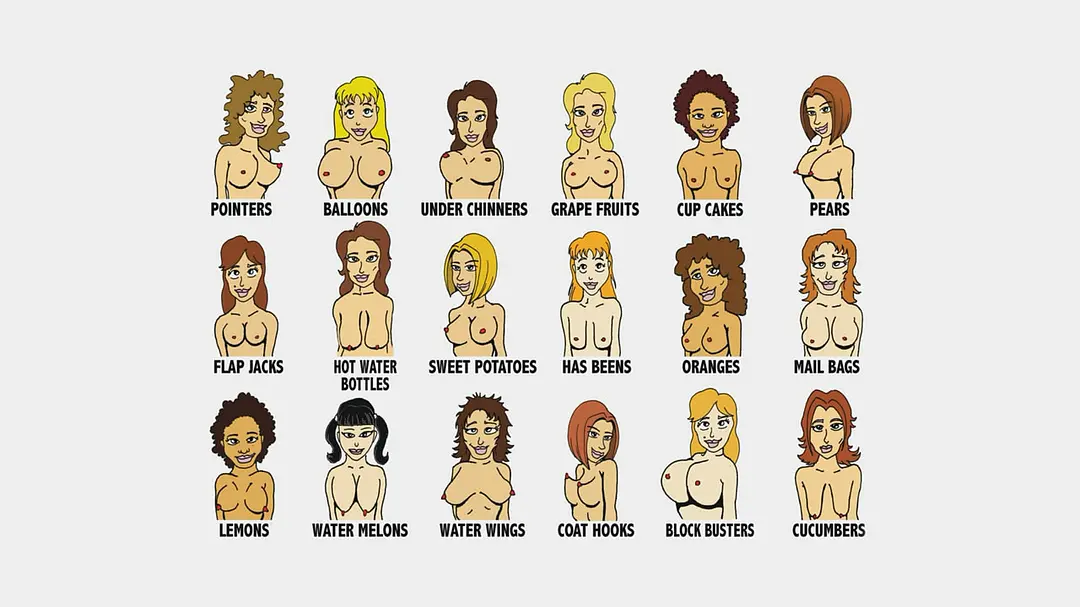 POINTERS
BALLOONS
UNDER CHINNERS
GRAPE FRUITS
CUP CAKES
PEARS
FLAP JACKS
HOT WATER
BOTTLES
SWEET POTATOES
HAS BEENS
ORANGES
MAIL BAGS
LEMONS
WATER MELONS
WATER WINGS
COAT HOOKS
BLOCK BUSTERS
CUCUMBERS